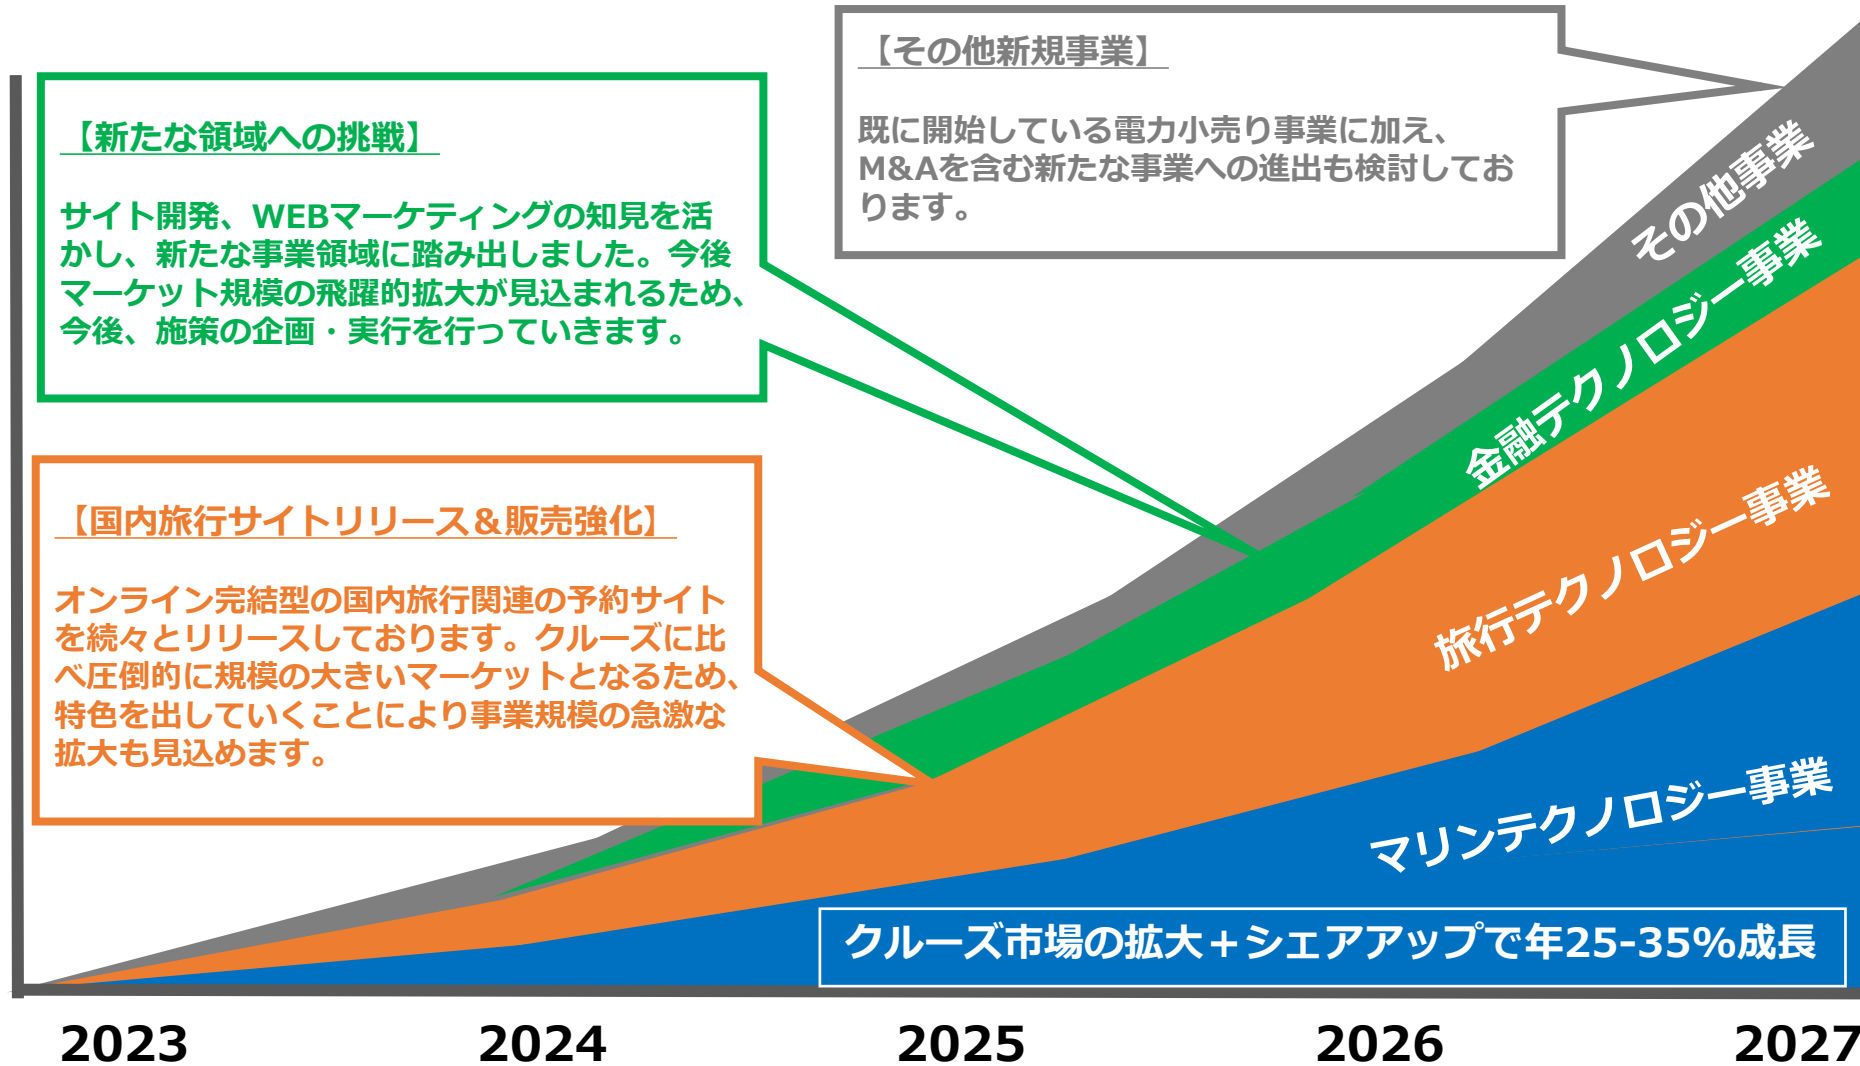 【その他新規事業】
既に開始している電力小売り事業に加え、
M&Aを含む新たな事業への進出も検討してお
ります。
【新たな領域への挑戦】
サイト開発、WEBマーケティングの知見を活
かし、新たな事業領域に踏み出しました。今後
マーケット規模の飛躍的拡大が見込まれるため、
今後、施策の企画・実行を行っていきます。
【国内旅行サイトリリース＆販売強化】
オンライン完結型の国内旅行関連の予約サイト
を続々とリリースしております。クルーズに比
べ圧倒的に規模の大きいマーケットとなるため、
特色を出していくことにより事業規模の急激な
拡大も見込めます。
その他事業
金融テクノロジー事業
旅行テクノロジー事業
マリンテクノロジー事業
クルーズ市場の拡大＋シェアアップで年25-35%成長
2023
2024
2025
2026
2027